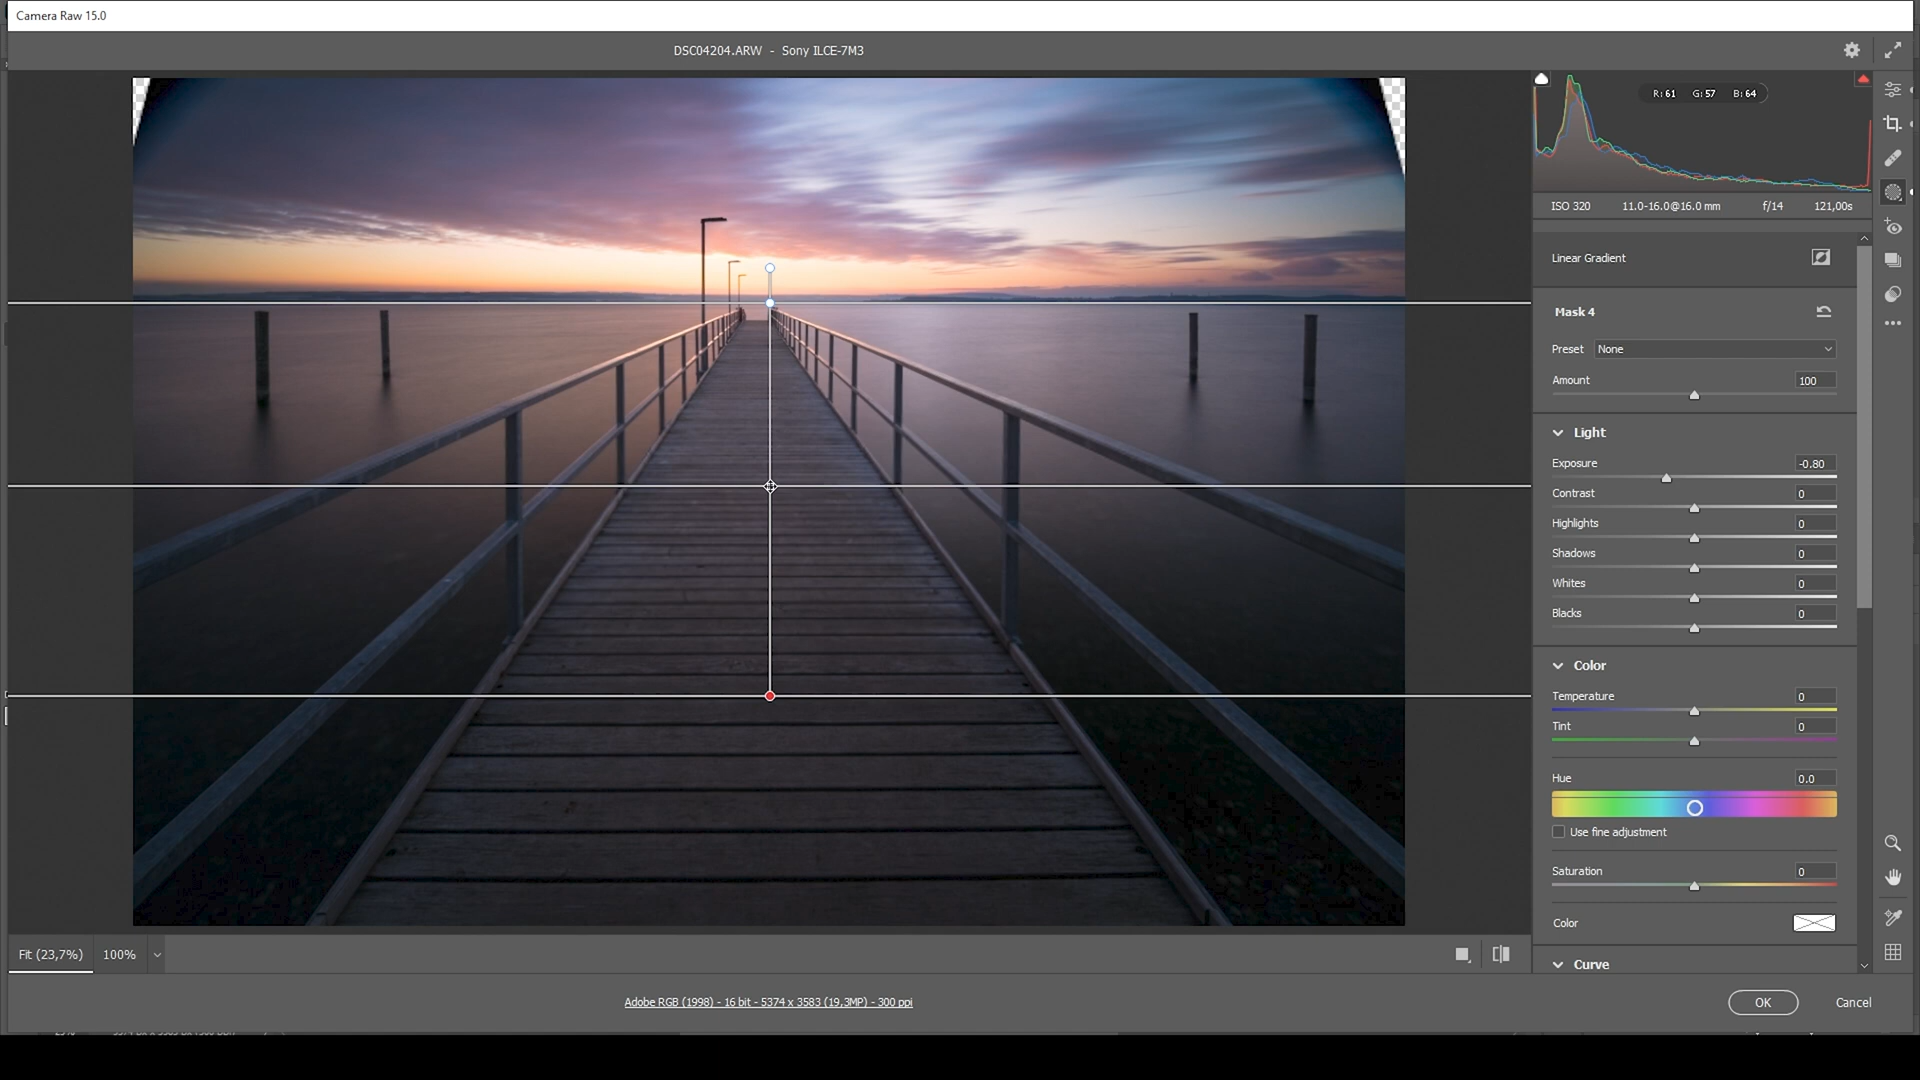 Camera Raw 15.0
DSC04204.ARW - Sony ILCE-7M3
R: 61 G: 57 B: 64
ISO 320 11.0-16.0@16.0 mm f/14 121,00s
Linear Gradient
Mask 4
Preset None
Amount 100
Light
Exposure -0.80
Contrast 0
Highlights 0
Shadows 0
Whites 0
Blacks 0
Color
Temperature 0
Tint 0
Hue 0.0
Use fine adjustment
Saturation 0
Color
Curve
Fit (23,7%) 100%
Adobe RGB (1998) - 16 bit - 5374 x 3583 (19,3MP) - 300 ppi
OK Cancel